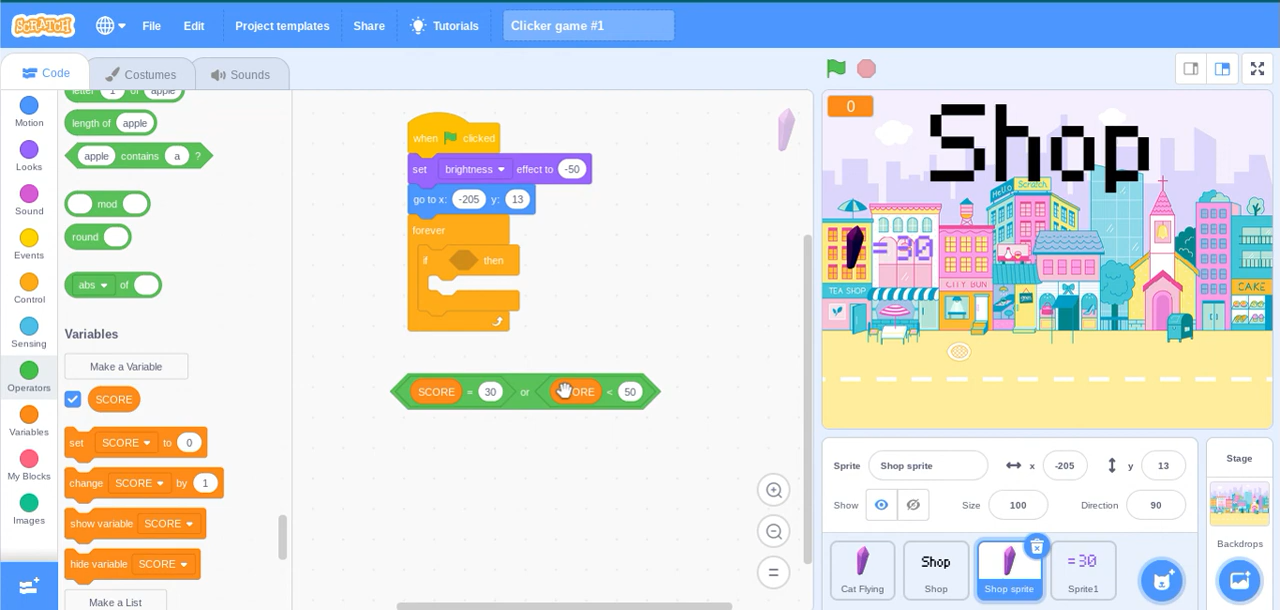 SCRATCH
File
Edit
Project templates
Share
Tutorials
Clicker game #1
Code
Costumes
Sounds
Motion
Looks
Sound
Events
Control
Sensing
Operators
Variables
My Blocks
Images
letter 1 of apple
length of apple
apple contains a ?
mod
round
abs of
Variables
Make a Variable
SCORE
set SCORE to 0
change SCORE by 1
show variable SCORE
hide variable SCORE
Make a List
when clicked
set brightness effect to -50
go to x: -205 y: 13
forever
if then
SCORE = 30 or ORE < 50
0
Shop
Hello Scratch
=30
TEA SHOP
CITY BUN
CAKE
Sprite Shop sprite x -205 y 13
Show Size 100 Direction 90
Cat Flying
Shop
Shop
Shop sprite
=30
Sprite1
Stage
Backdrops